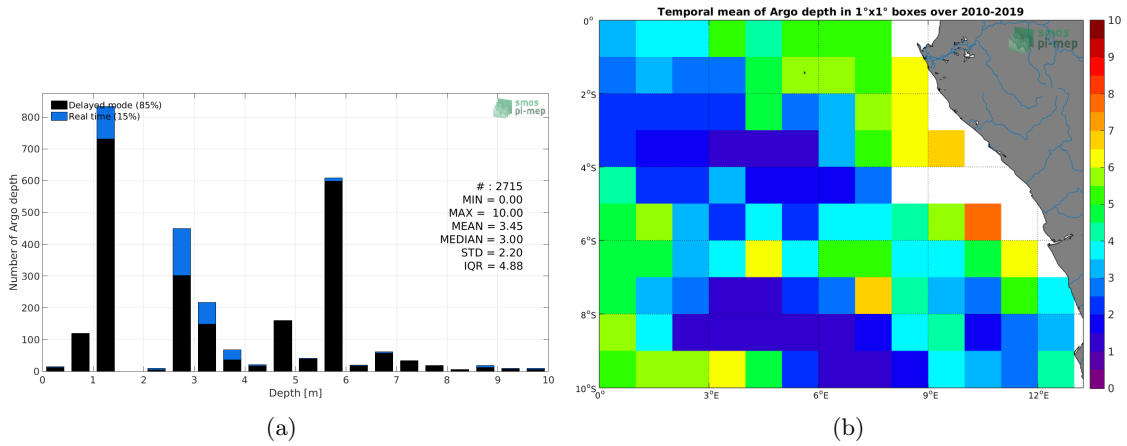 Delayed mode (85%)
Real time (15%)
smos
pi-mep
# : 2715
MIN = 0.00
MAX = 10.00
MEAN = 3.45
MEDIAN = 3.00
STD = 2.20
IQR = 4.88
Number of Argo depth
800
700
600
500
400
300
200
100
0
0 1 2 3 4 5 6 7 8 9 10
Depth [m]
(a)
Temporal mean of Argo depth in 1°x1° boxes over 2010-2019
smos
pi-mep
0°
2°S
4°S
6°S
8°S
10°S
0° 3°E 6°E 9°E 12°E
10
9
8
7
6
5
4
3
2
1
0
(b)